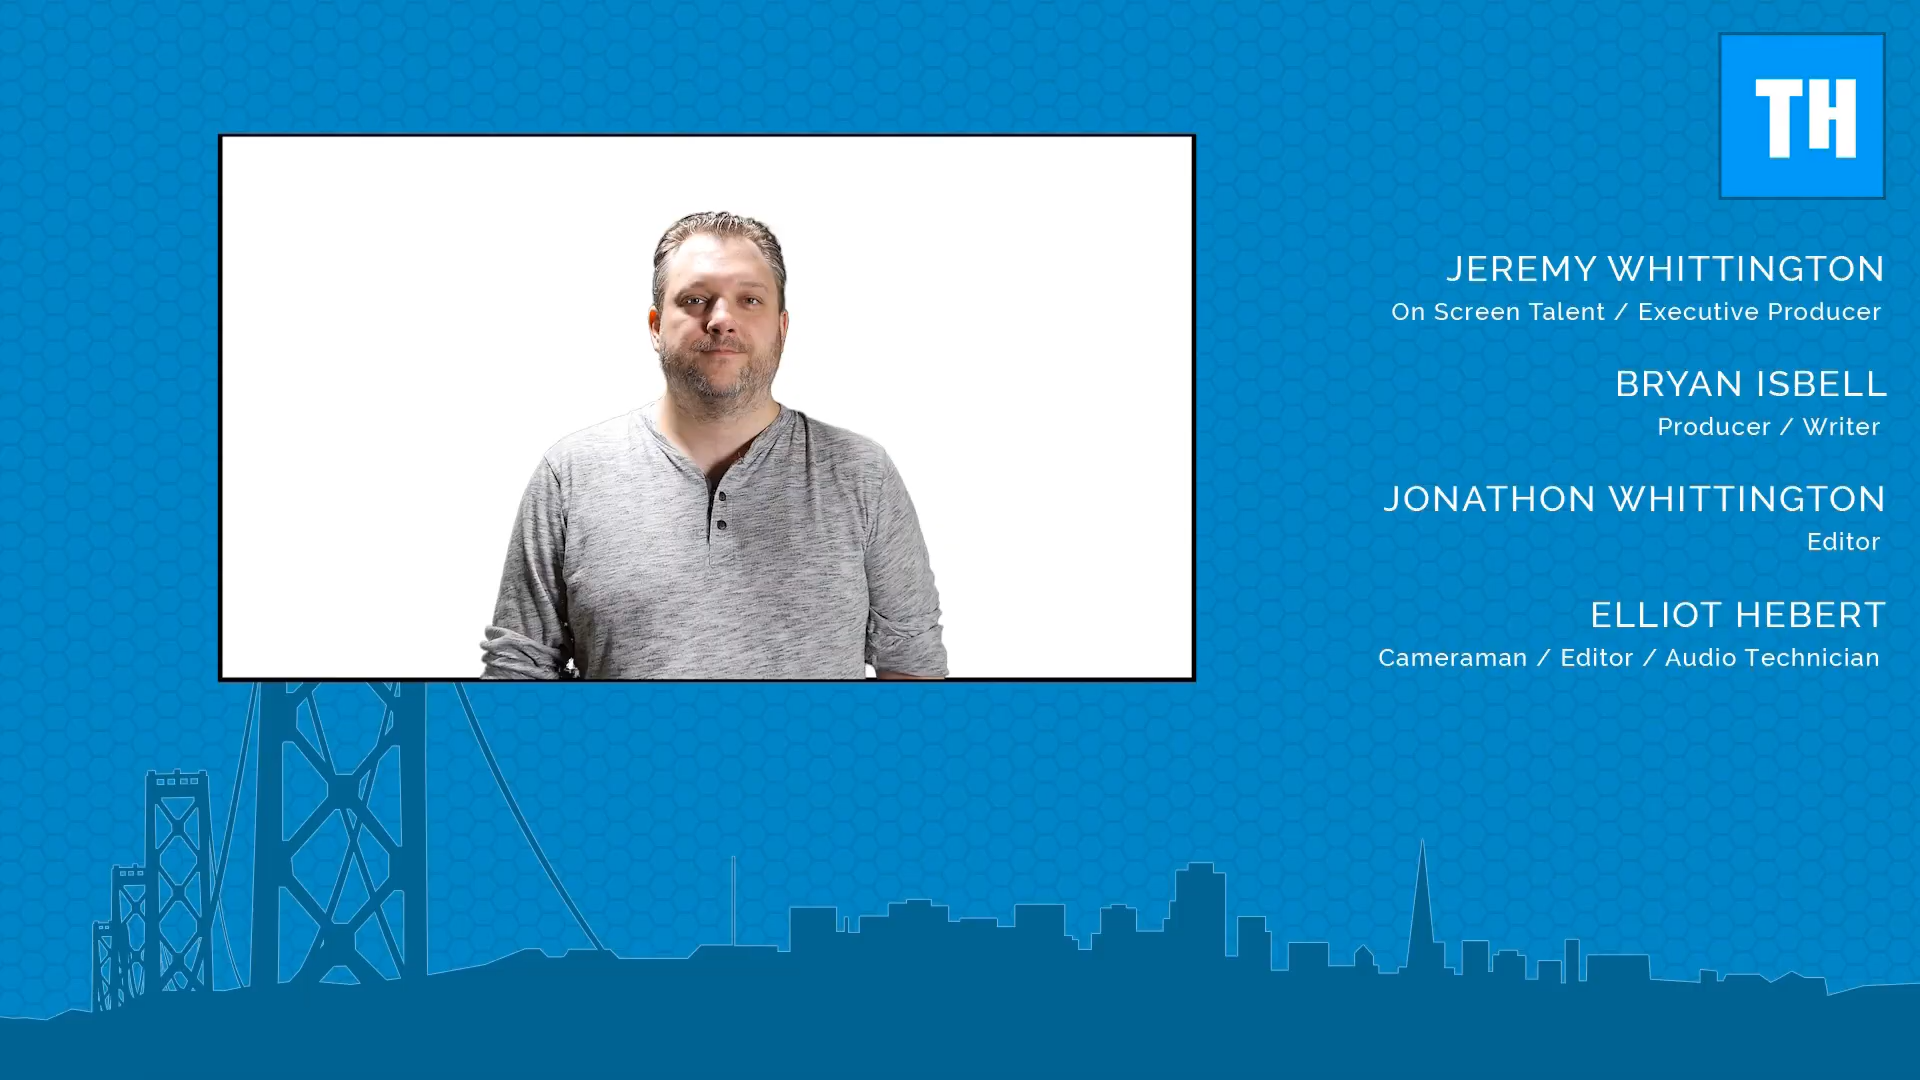 TH
JEREMY WHITTINGTON
On Screen Talent / Executive Producer
BRYAN ISBELL
Producer / Writer
JONATHON WHITTINGTON
Editor
ELLIOT HEBERT
Cameraman / Editor / Audio Technician